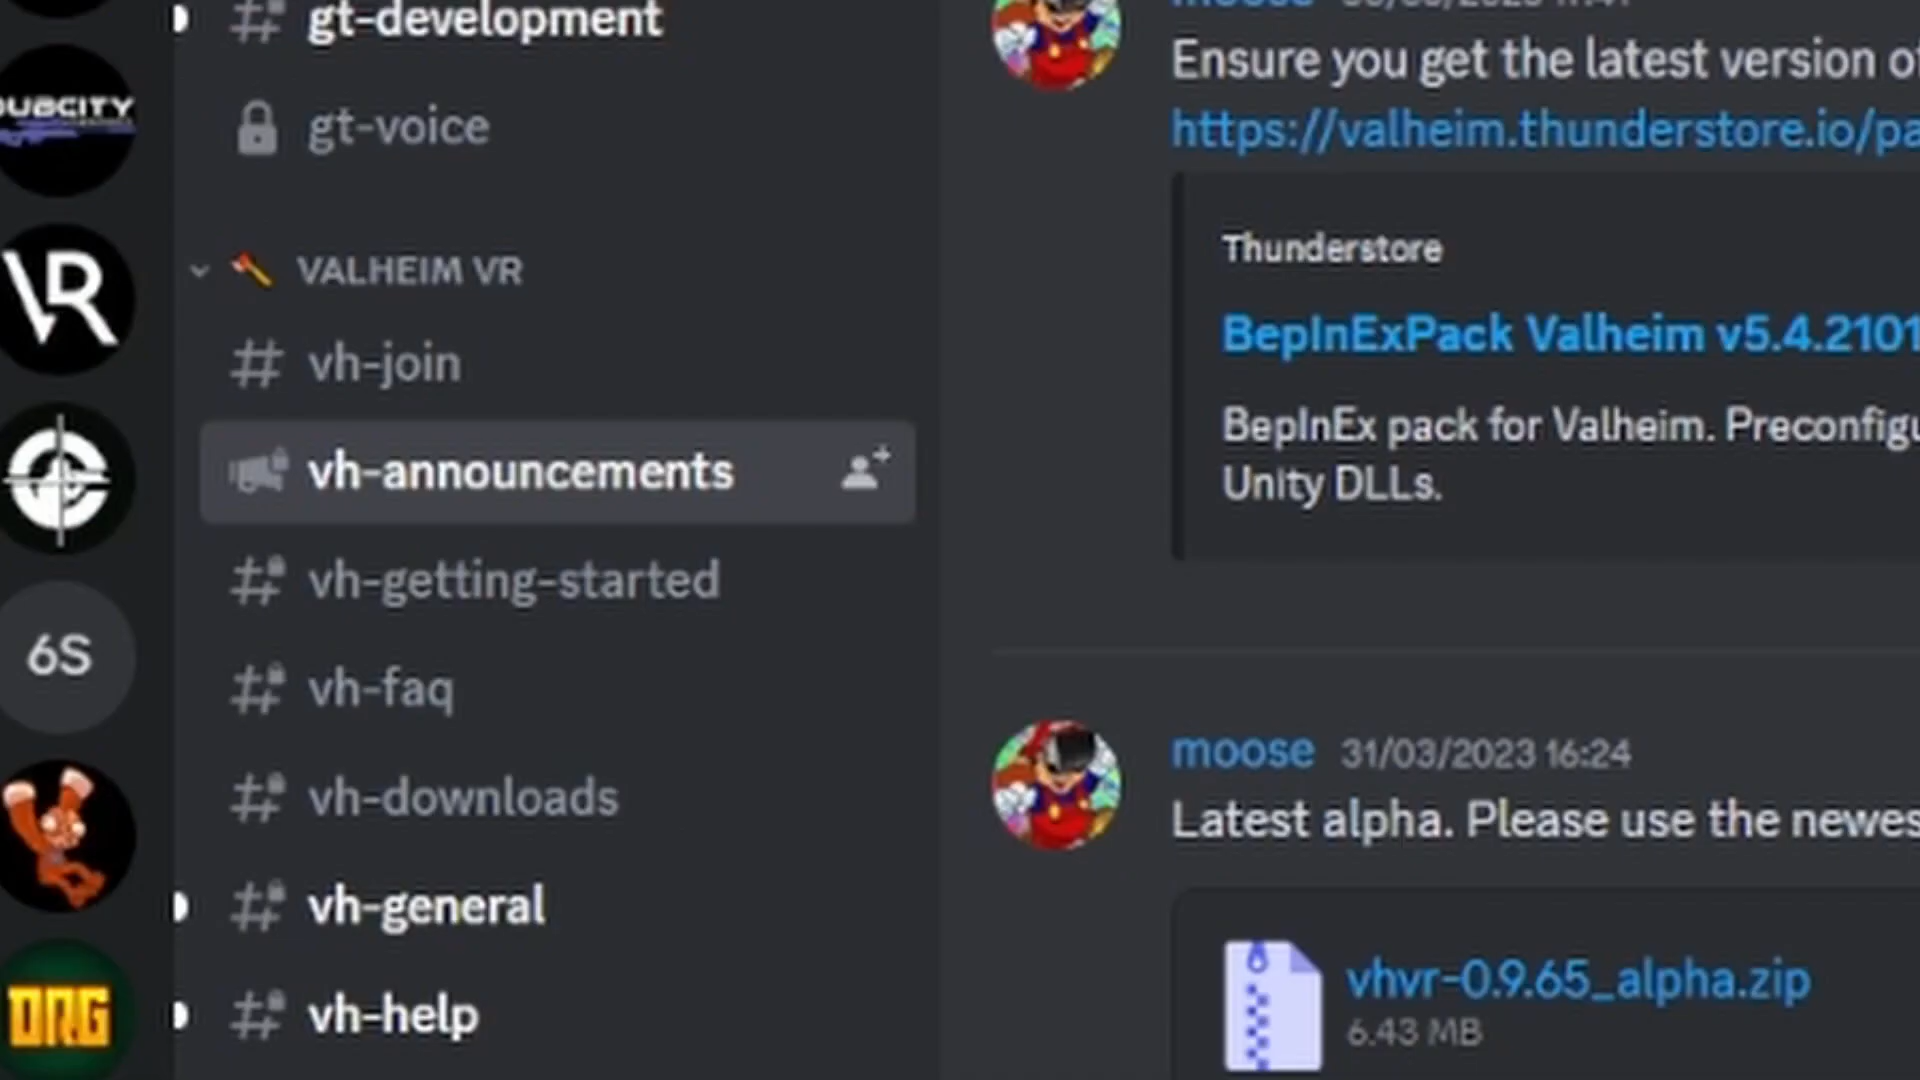 gt-development
gt-voice
VALHEIM VR
vh-join
vh-announcements
vh-getting-started
vh-faq
vh-downloads
vh-general
vh-help
VR
6S
DRG
moose
Ensure you get the latest version of
https://valheim.thunderstore.io/pa
Thunderstore
BepInExPack Valheim v5.4.2101
BepInEx pack for Valheim. Preconfigu
Unity DLLs.
moose 31/03/2023 16:24
Latest alpha. Please use the newes
vhvr-0.9.65_alpha.zip
6.43 MB